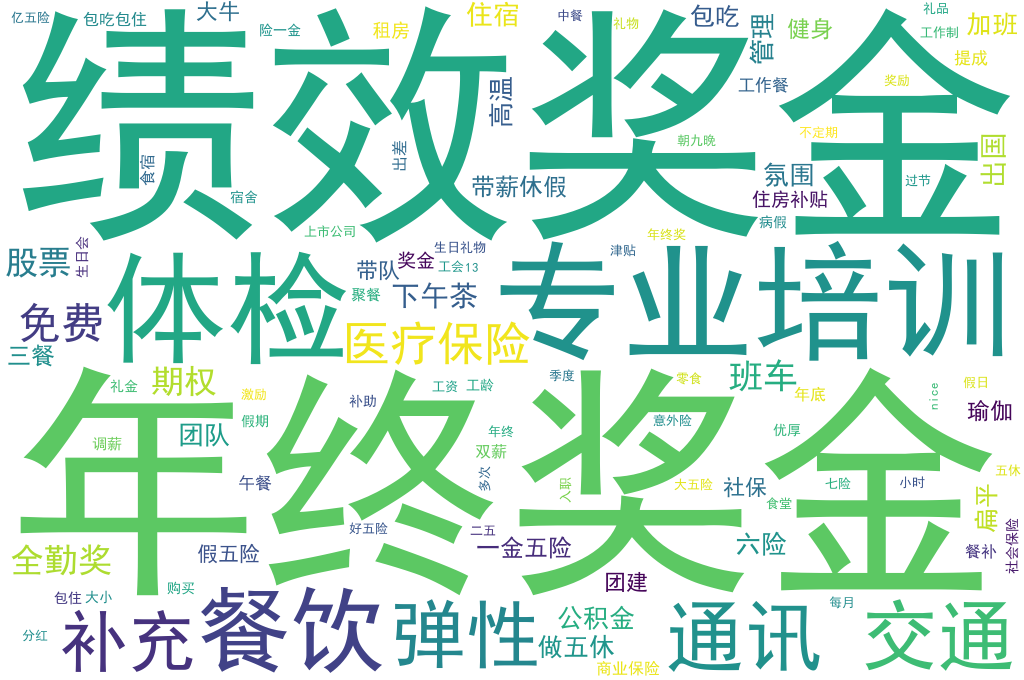 亿五险
包吃包住
大牛
险一金
租房
住宿
中餐
礼物
包吃
管理
健身
礼品
工作制
加班
提成
绩效奖金
高温
工作餐
奖励
食宿
宿舍
出差
朝九晚
不定期
出国
带薪休假
氛围
过节
住房补贴
病假
上市公司
年终奖
生日会
生日礼物
津贴
股票
体检
带队
奖金
工会13
专业培训
聚餐
下午茶
免费
医疗保险
三餐
期权
班车
礼金
激励
工资
工龄
季度
零食
年底
假日
nice
年终奖金
补助
假期
意外险
瑜伽
团队
调薪
年终
优厚
双薪
午餐
多次
入职
大五险
社保
七险
小时
五休
食堂
扁平
好五险
二五
全勤奖
假五险
一金五险
六险
餐补
社会保险
团建
购买
包住
大小
每月
补充
餐饮
弹性
公积金
通讯
交通
分红
做五休
商业保险